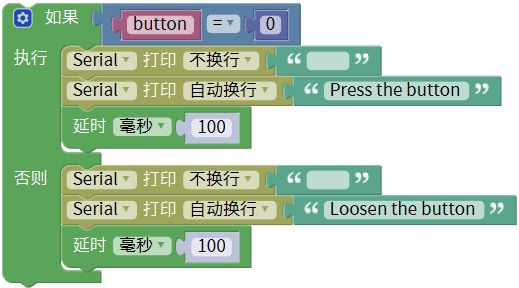 如果 button = 0
执行 Serial 打印 不换行 “ ”
Serial 打印 自动换行 “ Press the button ”
延时 毫秒 100
否则 Serial 打印 不换行 “ ”
Serial 打印 自动换行 “ Loosen the button ”
延时 毫秒 100